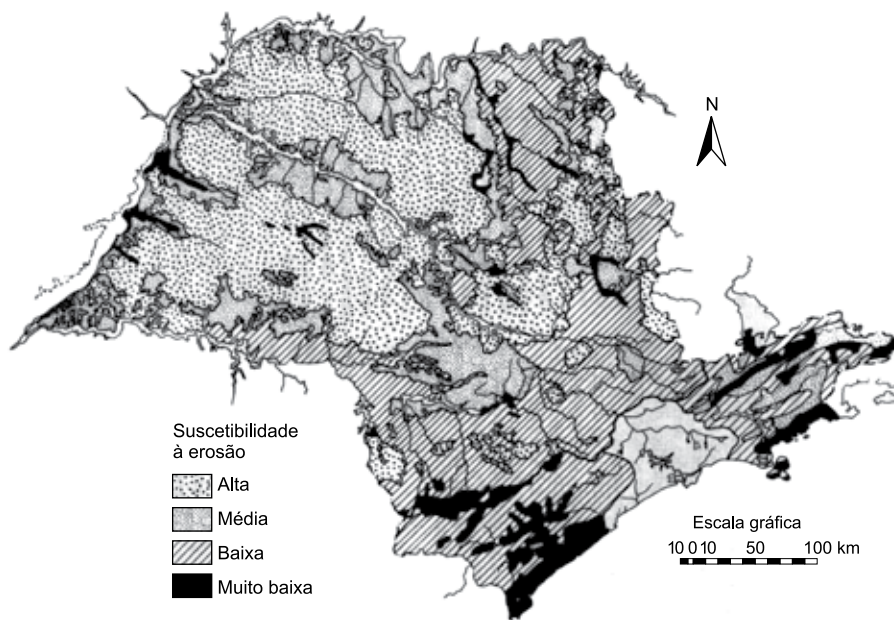 N
Suscetibilidade
à erosão
Alta
Média
Baixa
Muito baixa
Escala gráfica
10 0 10 50 100 km